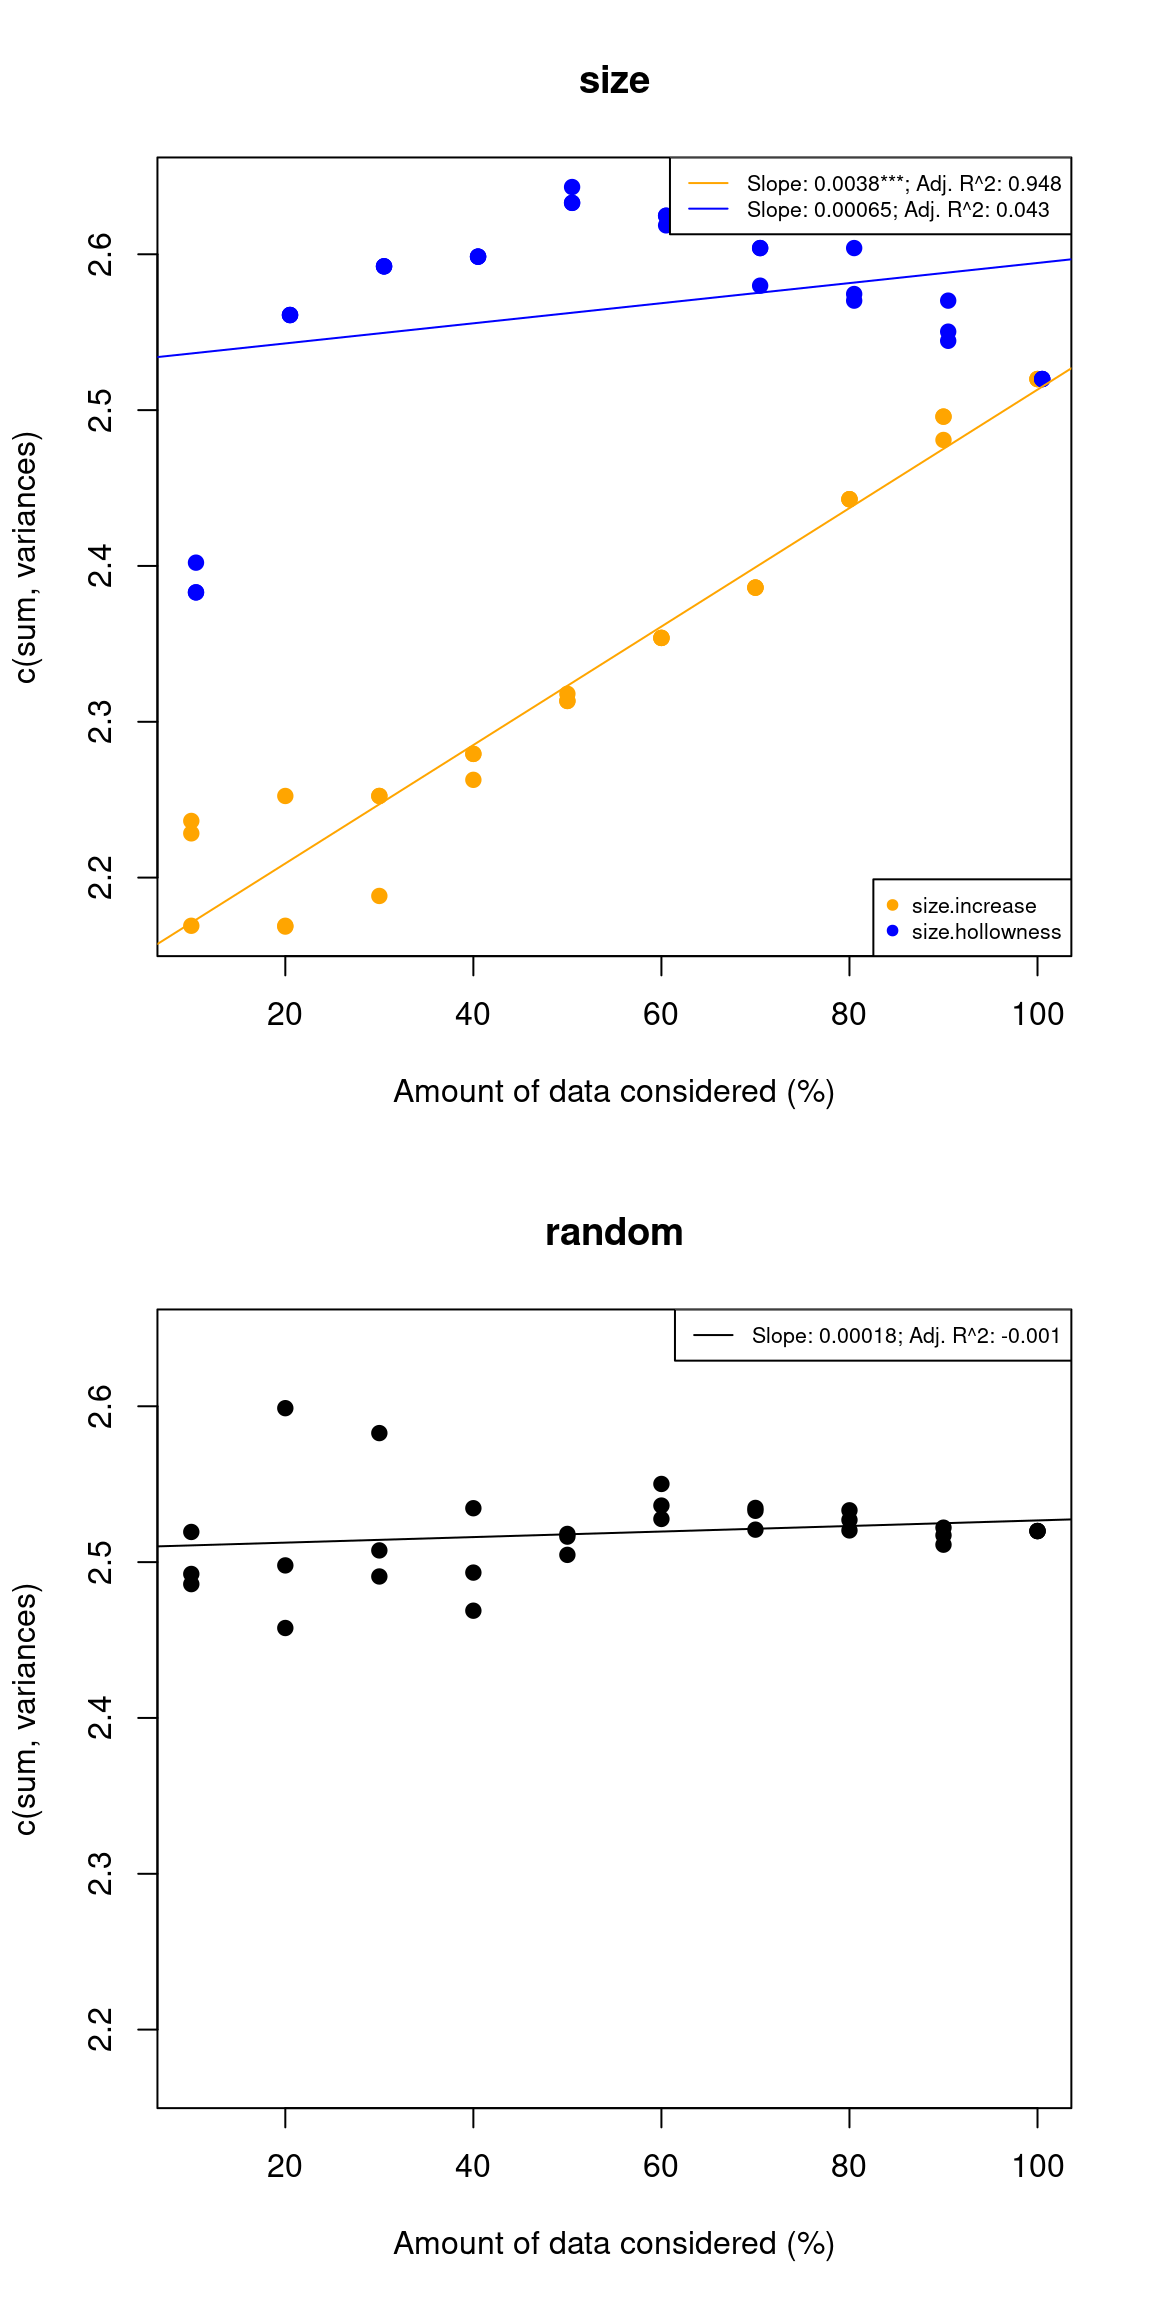 size
Slope: 0.0038***; Adj. R^2: 0.948
Slope: 0.00065; Adj. R^2: 0.043
c(sum, variances)
2.6
2.5
2.4
2.3
2.2
size.increase
size.hollowness
20 40 60 80 100
Amount of data considered (%)
random
Slope: 0.00018; Adj. R^2: -0.001
c(sum, variances)
2.6
2.5
2.4
2.3
2.2
20 40 60 80 100
Amount of data considered (%)